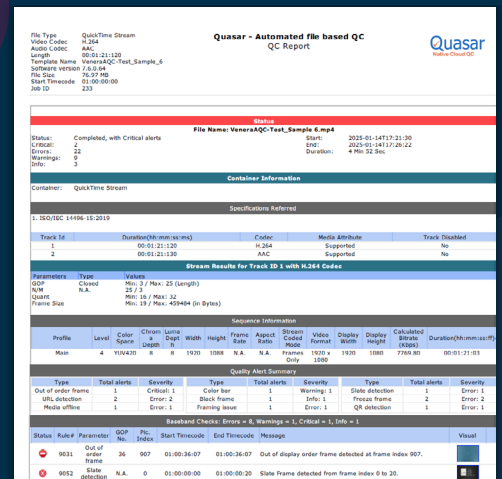 File Type QuickTime Stream
Video Codec H.264
Audio Codec AAC
Length 00:01:21:120
Template Name VeneraAQC-Test_Sample_6
Software version 7.6.0.64
File Size 76.97 MB
Start Timecode 01:00:00:00
Job ID 233
Quasar - Automated file based QC
QC Report
Quasar
Native Cloud QC
Status
File Name: VeneraAQC-Test_Sample 6.mp4
Status: Completed, with Critical alerts Start: 2025-01-14T17:21:30
Critical: 2 End: 2025-01-14T17:26:22
Errors: 22 Duration: 4 Min 52 Sec
Warnings: 9
Info: 3
Container Information
Container: QuickTime Stream
Specifications Referred
1. ISO/IEC 14496-15:2019
Track Id Duration(hh:mm:ss:ms) Codec Media Attribute Track Disabled
1 00:01:21:120 H.264 Supported No
2 00:01:21:130 AAC Supported No
Stream Results for Track ID 1 with H.264 Codec
Parameters Type Values
GOP Closed Min: 3 / Max: 25 (Length)
N/M N.A. 25 / 3
Quant Min: 16 / Max: 32
Frame Size Min: 19 / Max: 459484 (in Bytes)
Sequence Information
Profile Level Color Space Chroma Depth Luma Depth Width Height Frame Rate Aspect Ratio Stream Coded Mode Video Format Display Width Display Height Calculated Bitrate (Kbps) Duration(hh:mm:ss:ff)
Main 4 YUV420 8 8 1920 1088 N.A. N.A. Frames Only 1920 x 1080 1920 1080 7769.80 00:01:21:03
Quality Alert Summary
Type Total alerts Severity Type Total alerts Severity Type Total alerts Severity
Out of order frame 1 Critical: 1 Color bar 1 Warning: 1 Slate detection 1 Error: 1
URL detection 2 Error: 2 Black frame 1 Info: 1 Freeze frame 2 Error: 2
Media offline 1 Error: 1 Framing issue 1 Error: 1 QR detection 1 Error: 1
Baseband Checks: Errors = 8, Warnings = 1, Critical = 1, Info = 1
Status Rule# Parameter GOP No. Pic. Index Start Timecode End Timecode Message Visual
9031 Out of order frame 36 907 01:00:36:07 01:00:36:07 Out of display order frame detected at frame index 907.
9052 Slate detection N.A. 0 01:00:00:00 01:00:00:20 Slate Frame detected from frame index 0 to 20.